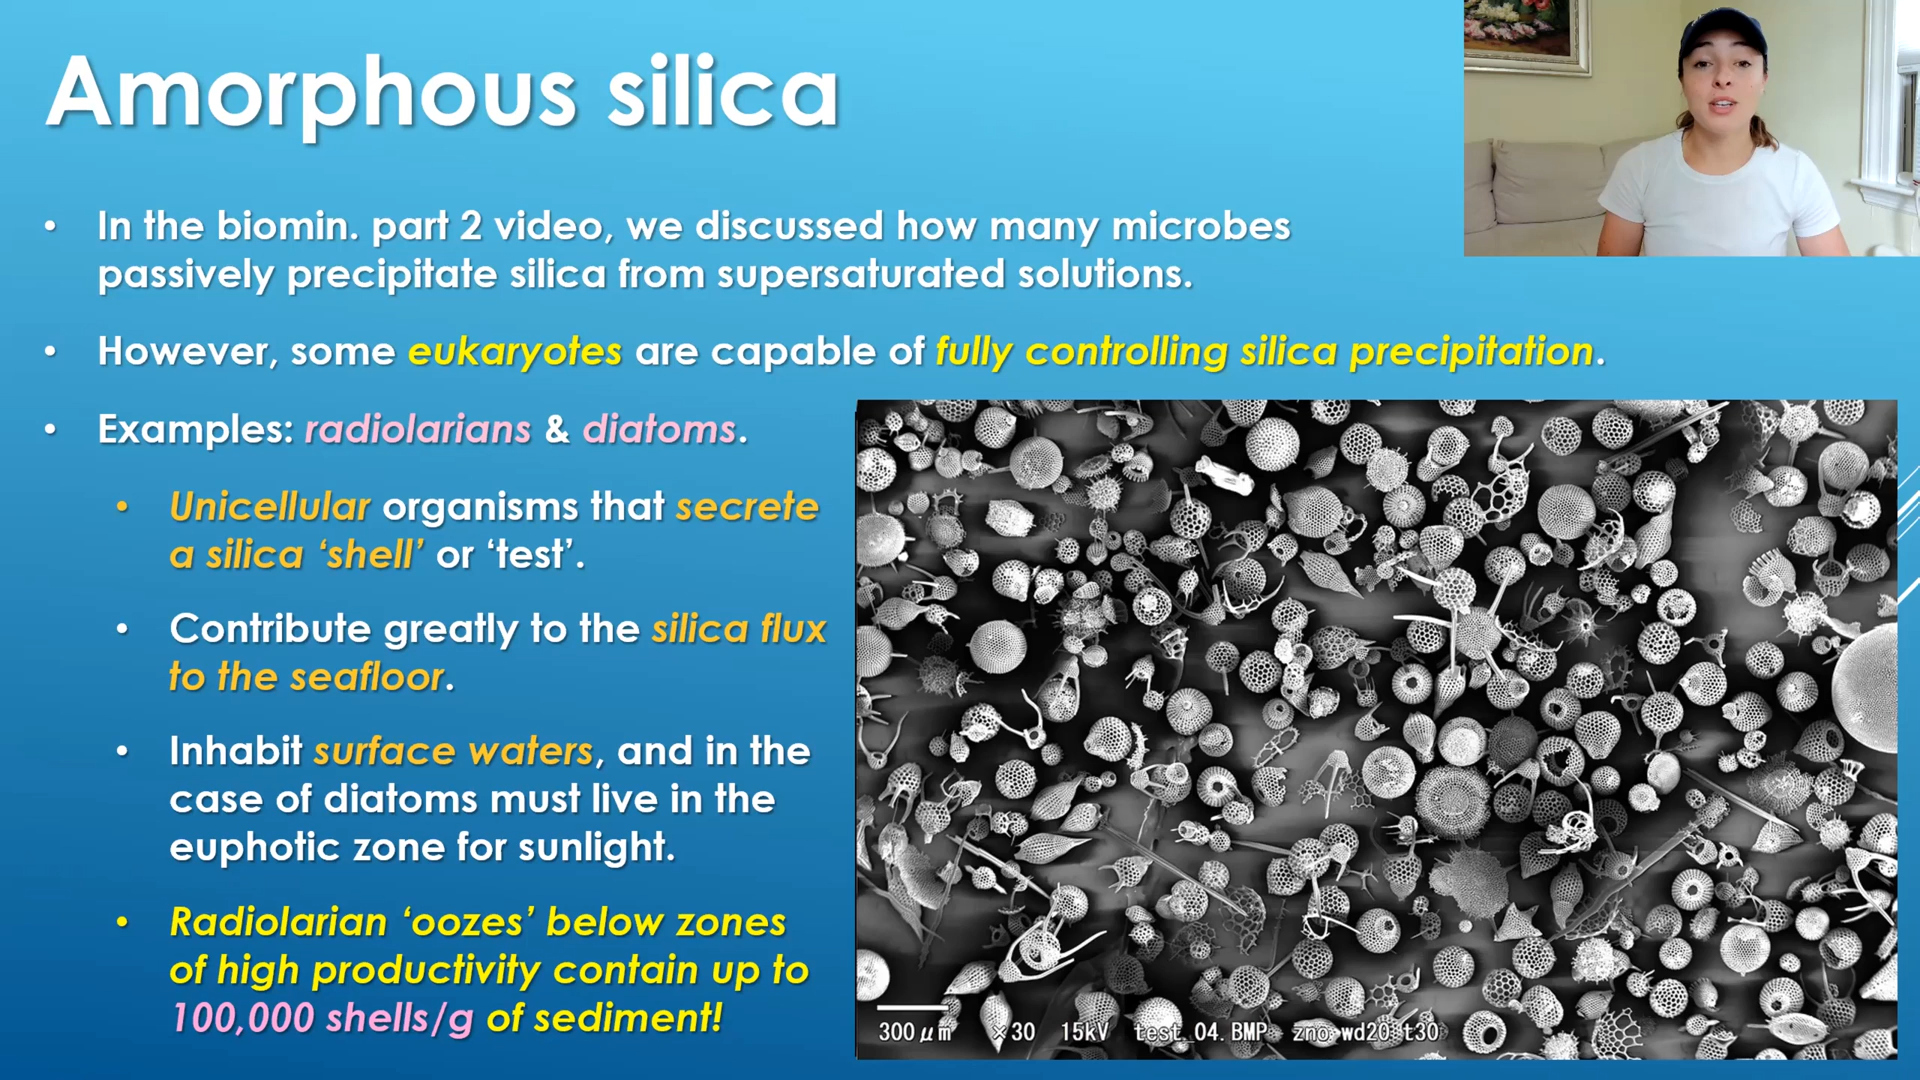 Amorphous silica
• In the biomin. part 2 video, we discussed how many microbes
passively precipitate silica from supersaturated solutions.
• However, some eukaryotes are capable of fully controlling silica precipitation.
• Examples: radiolarians & diatoms.
• Unicellular organisms that secrete
a silica ‘shell’ or ‘test’.
• Contribute greatly to the silica flux
to the seafloor.
• Inhabit surface waters, and in the
case of diatoms must live in the
euphotic zone for sunlight.
• Radiolarian ‘oozes’ below zones
of high productivity contain up to
100,000 shells/g of sediment!
300 μm ×30 15kV test_04.BMP zno wd20 t30